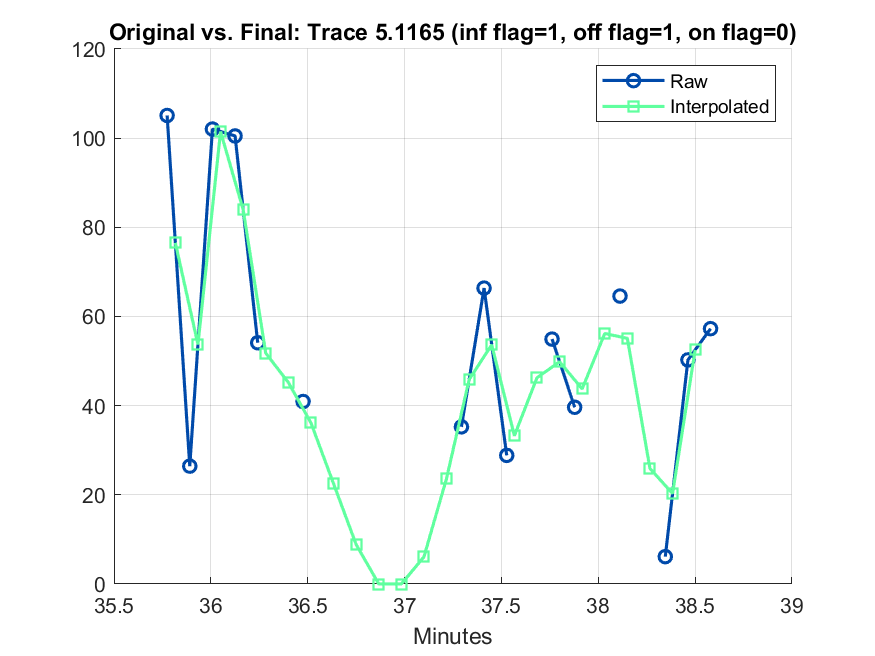 Original vs. Final: Trace 5.1165 (inf flag=1, off flag=1, on flag=0)
120
100
80
60
40
20
0
Raw
Interpolated
35.5 36 36.5 37 37.5 38 38.5 39
Minutes